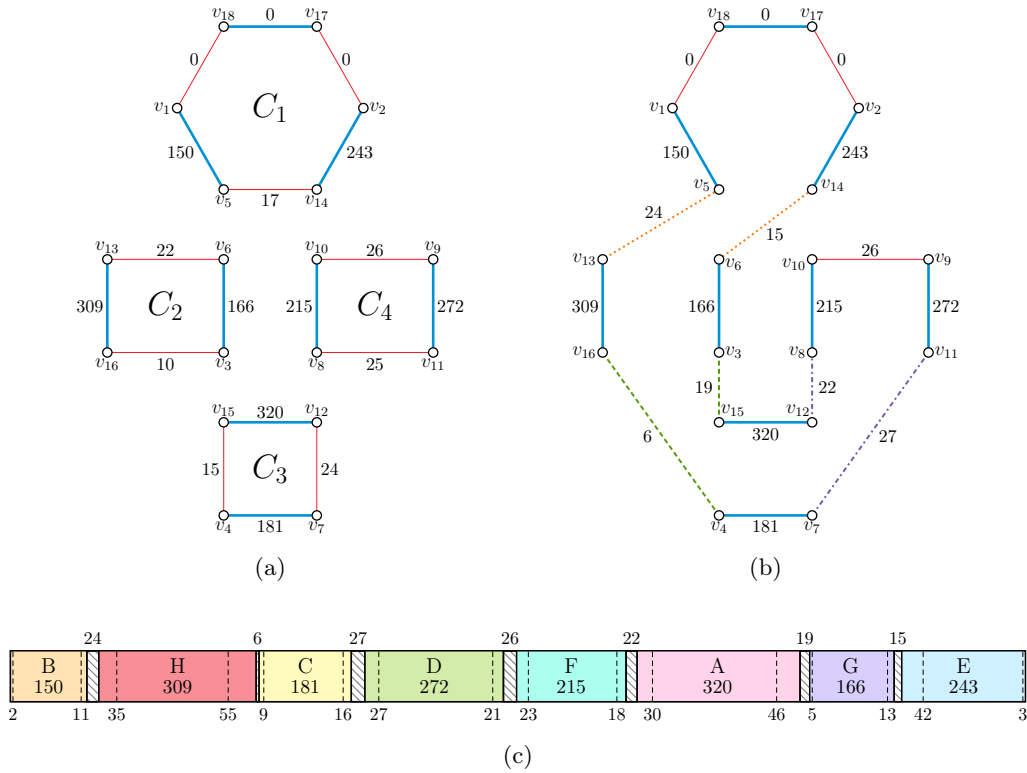 0
v18 v17
0 0
v1 C1 v2
150 243
v5 17 v14
v13 22 v6
309 C2 166
v16 10 v3
v10 26 v9
215 C4 272
v8 25 v11
v15 320 v12
15 C3 24
v4 181 v7
(a)
0
v18 v17
0 0
v1 v2
150 243
v5 v14
24 15
v13 v6 v10 26 v9
309 166 215 272
v16 v3 v8 v11
19 22
v15 v12
6 320 27
v4 181 v7
(b)
24 6 27 26 22 19 15
B H C D F A G E
150 309 181 272 215 320 166 243
2 11 35 55 9 16 27 21 23 18 30 46 5 13 42 3
(c)